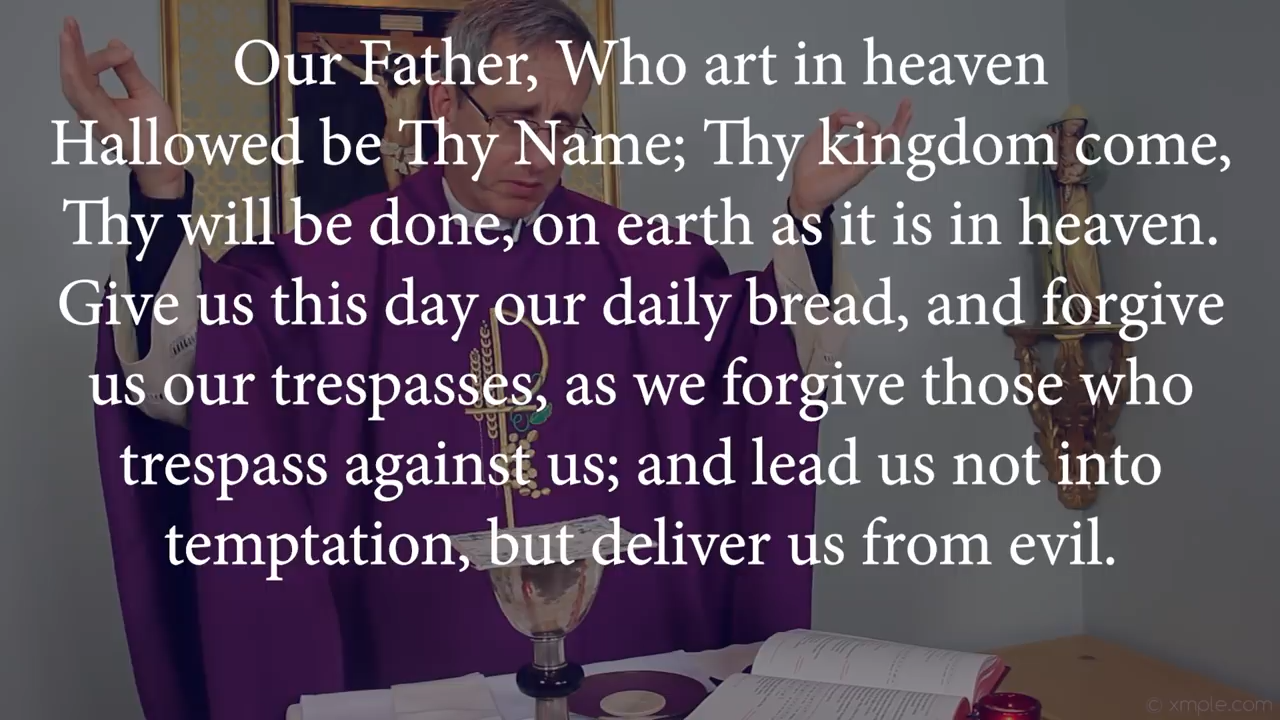 Our Father, Who art in heaven
Hallowed be Thy Name; Thy kingdom come,
Thy will be done, on earth as it is in heaven.
Give us this day our daily bread, and forgive
us our trespasses, as we forgive those who
trespass against us; and lead us not into
temptation, but deliver us from evil.
© xmple.com